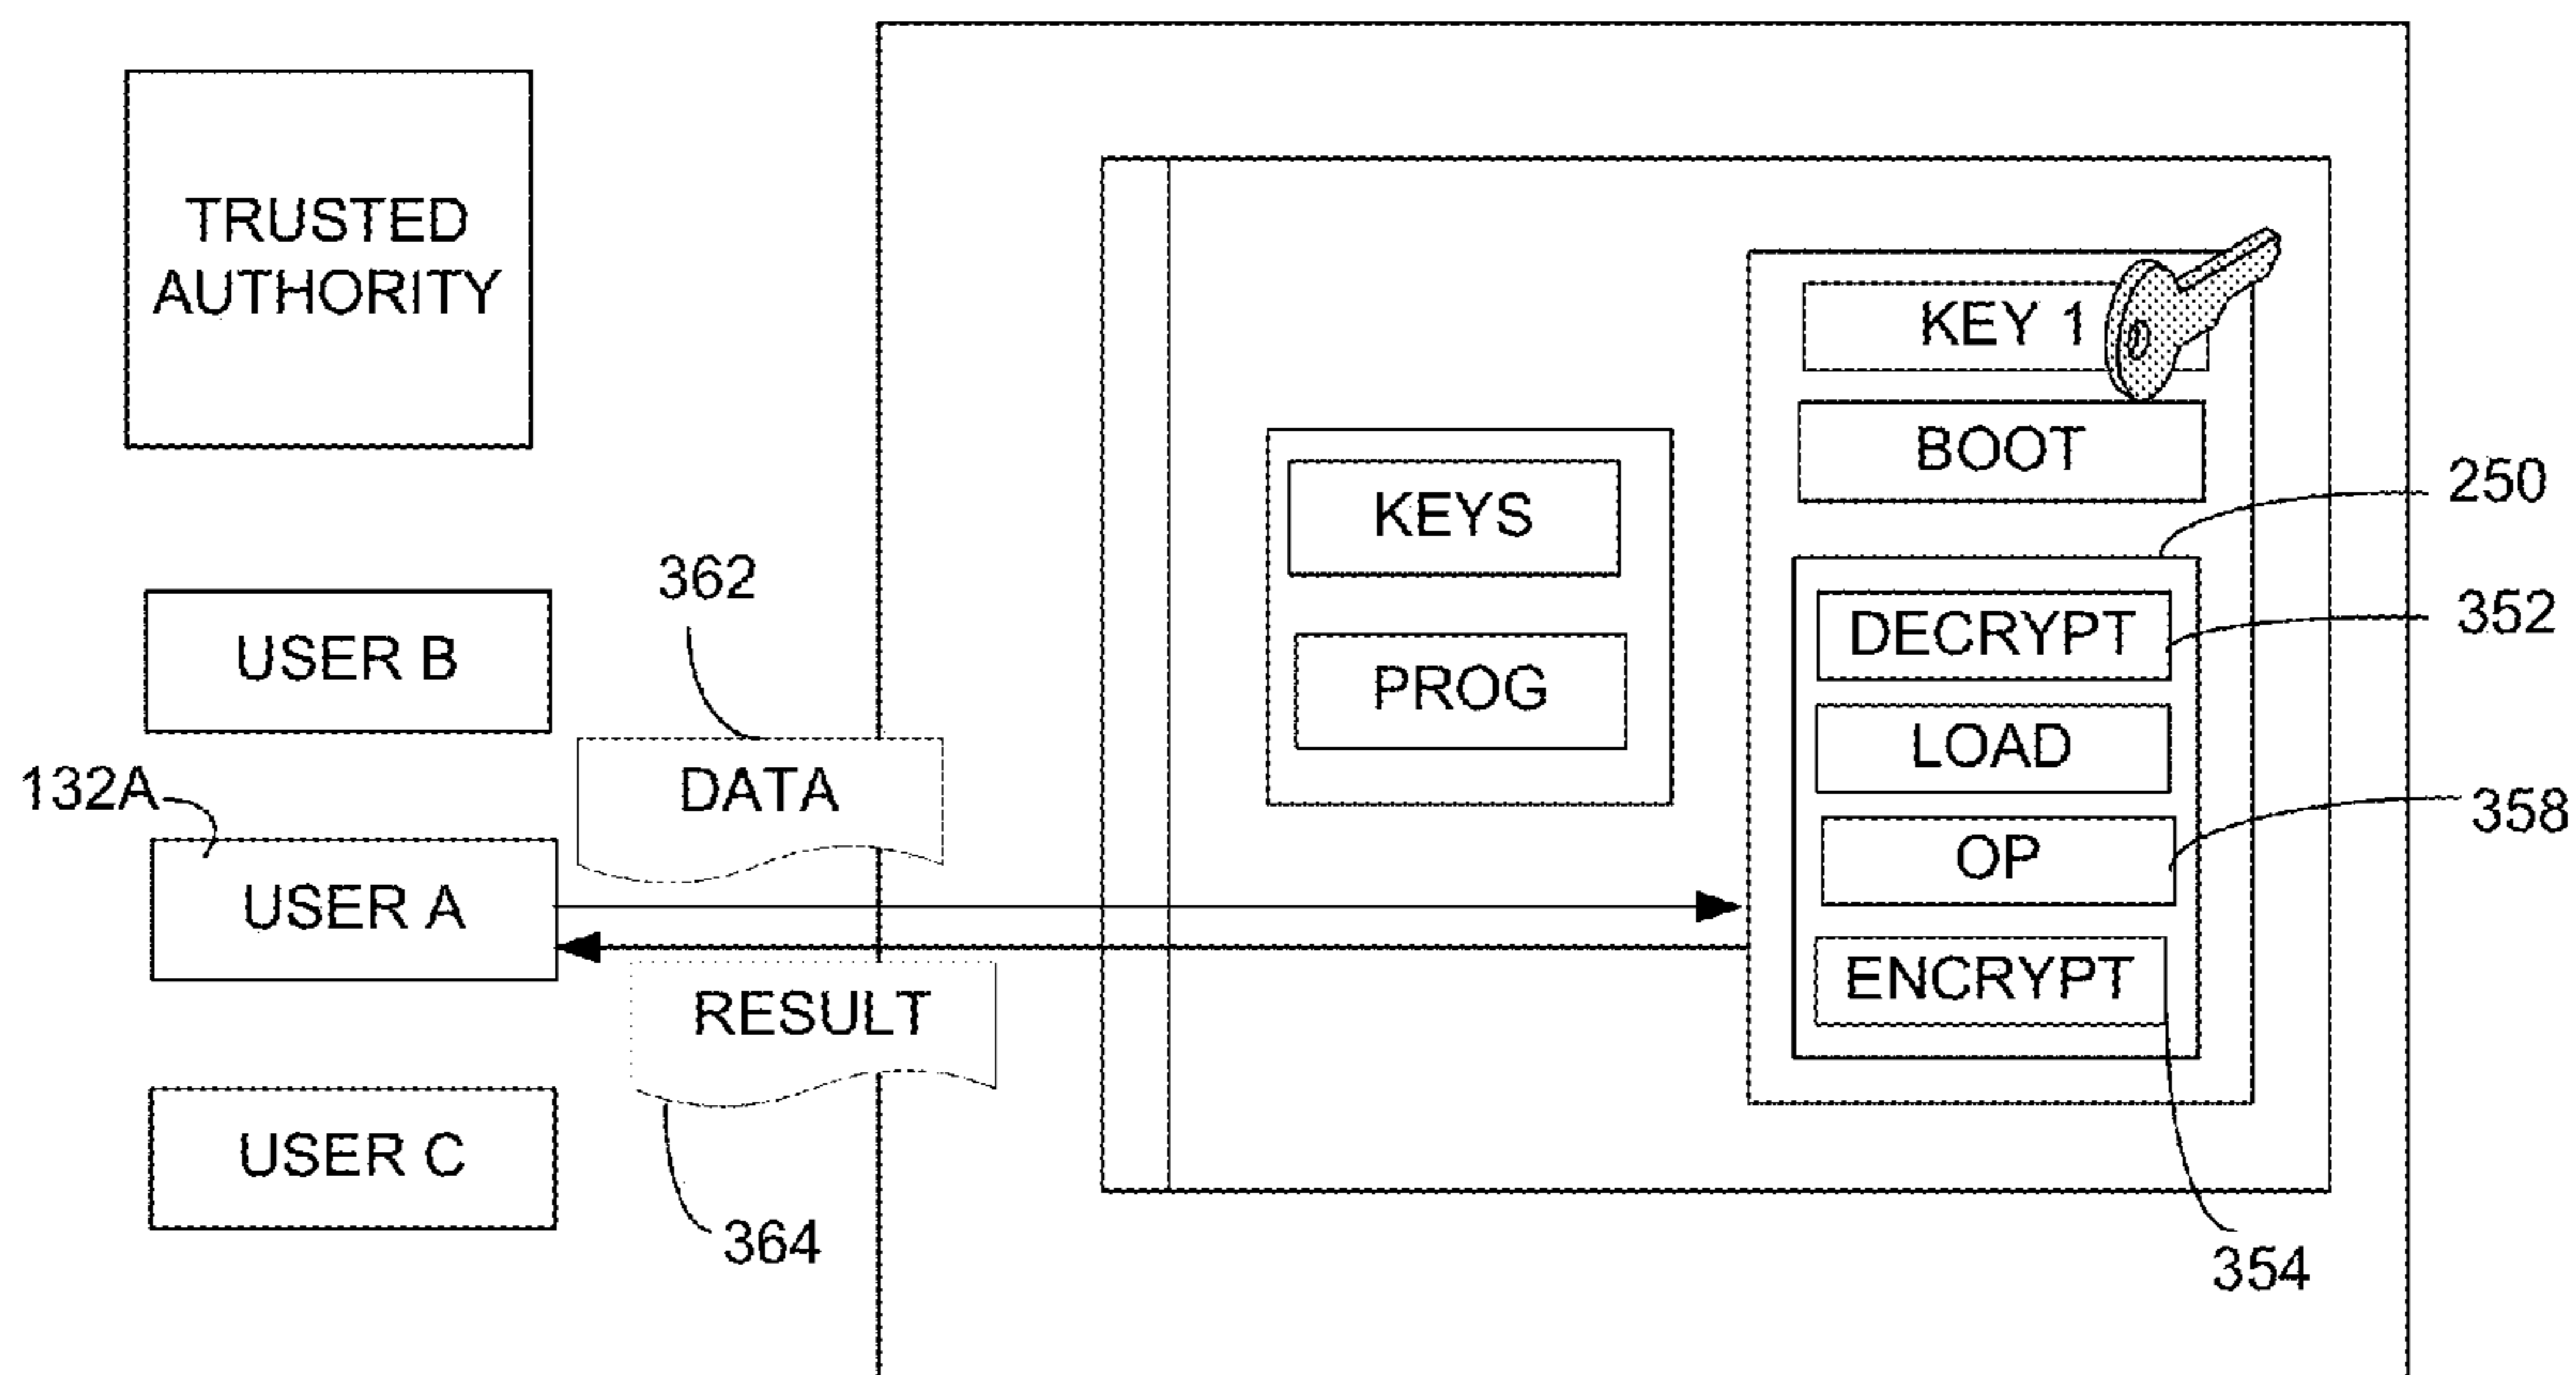 TRUSTED
AUTHORITY
KEY 1
BOOT
KEYS
250
362
DECRYPT
352
USER B
PROG
LOAD
132A
DATA
358
OP
USER A
ENCRYPT
RESULT
USER C
364
354